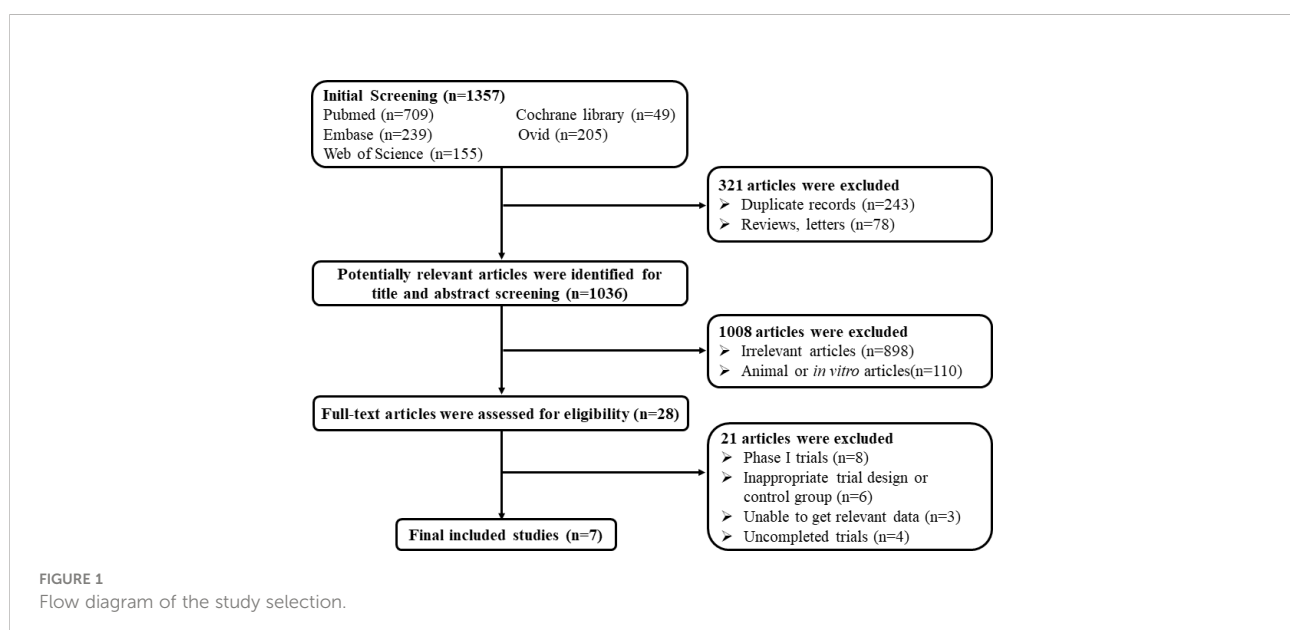 Initial Screening (n=1357)
Pubmed (n=709) Cochrane library (n=49)
Embase (n=239) Ovid (n=205)
Web of Science (n=155)
321 articles were excluded
➢ Duplicate records (n=243)
➢ Reviews, letters (n=78)
Potentially relevant articles were identified for
title and abstract screening (n=1036)
1008 articles were excluded
➢ Irrelevant articles (n=898)
➢ Animal or in vitro articles(n=110)
Full-text articles were assessed for eligibility (n=28)
21 articles were excluded
➢ Phase I trials (n=8)
➢ Inappropriate trial design or
control group (n=6)
➢ Unable to get relevant data (n=3)
➢ Uncompleted trials (n=4)
Final included studies (n=7)
FIGURE 1
Flow diagram of the study selection.